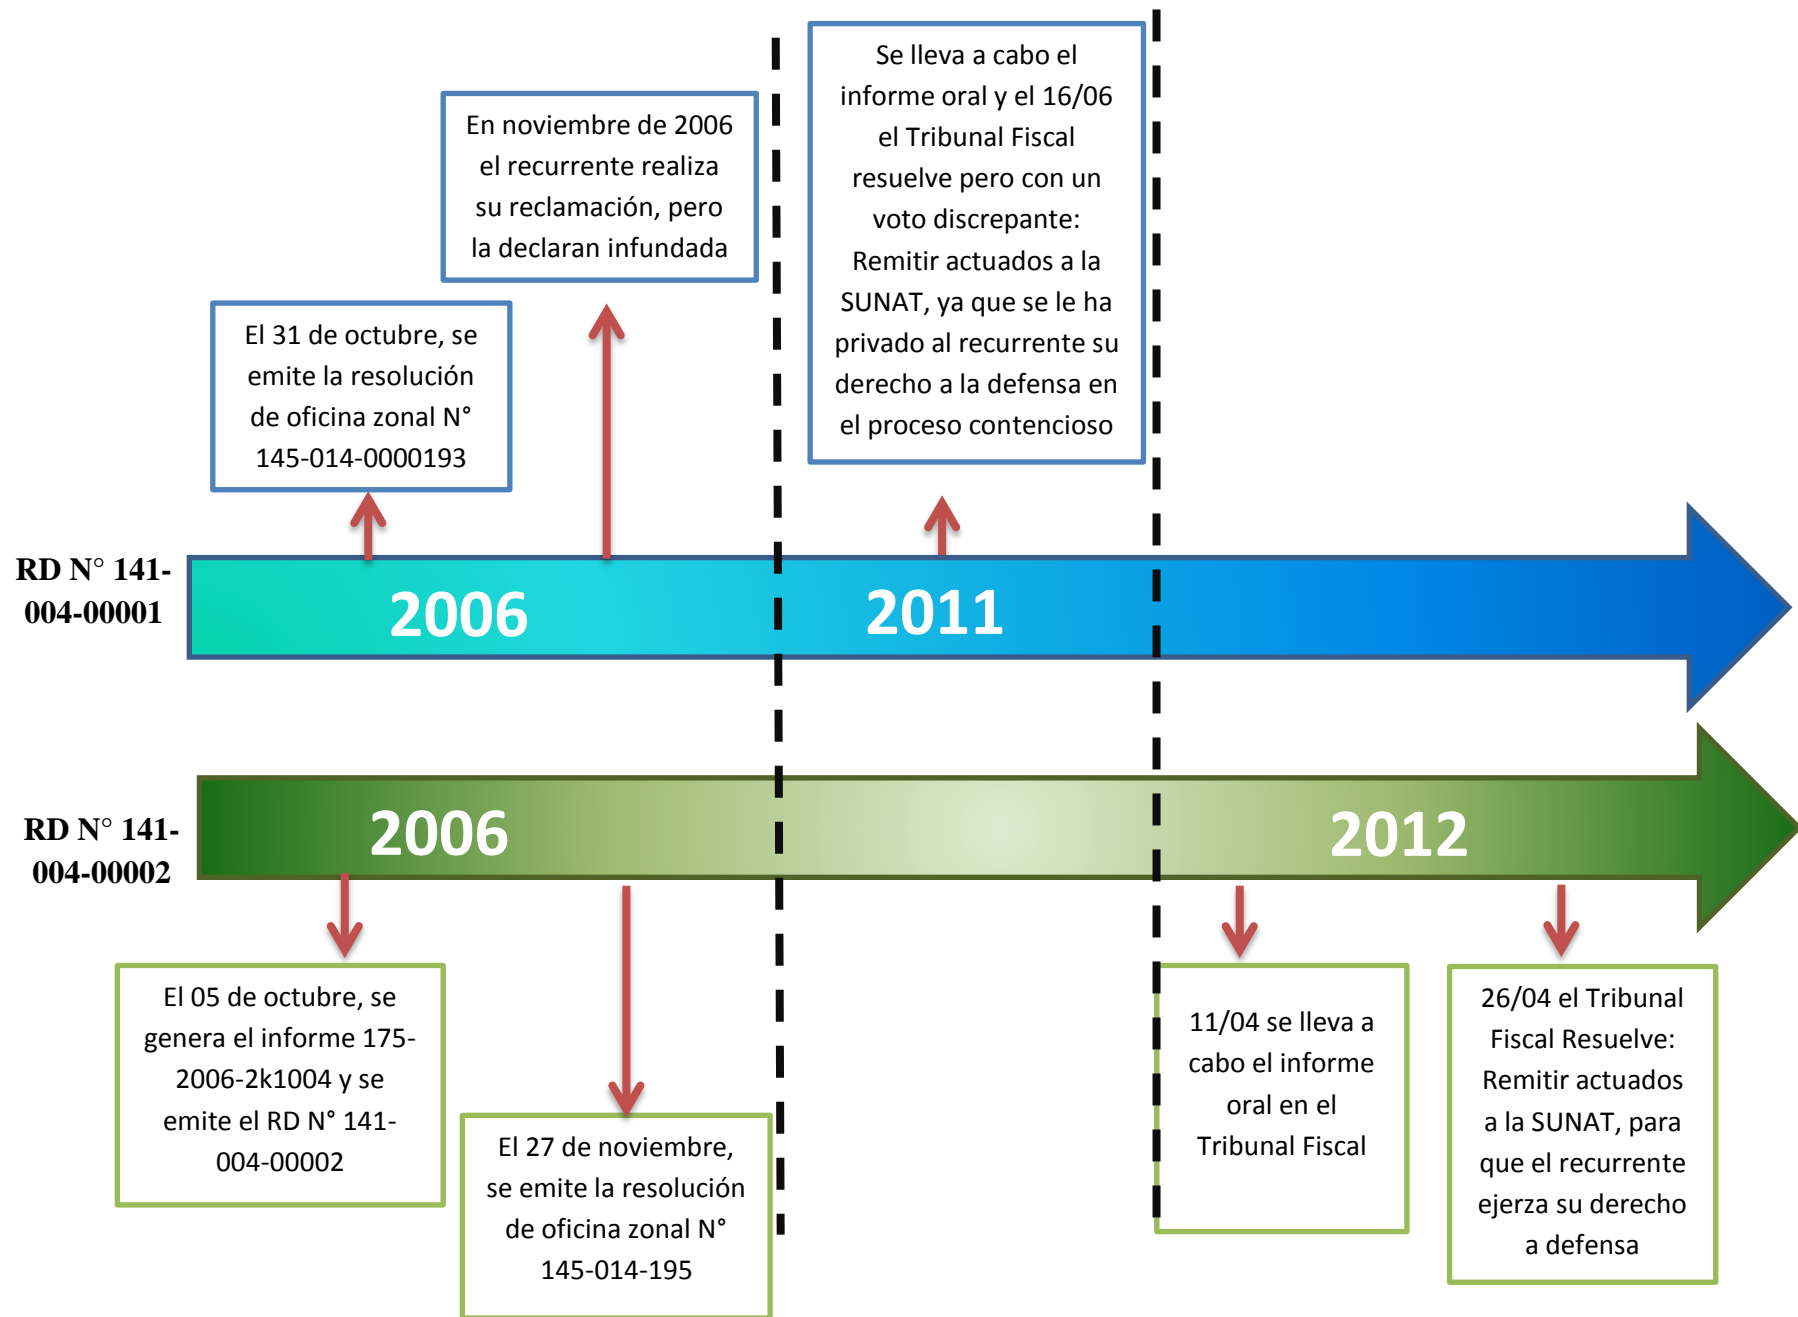 Se lleva a cabo el
informe oral y el 16/06
el Tribunal Fiscal
resuelve pero con un
voto discrepante:
Remitir actuados a la
SUNAT, ya que se le ha
privado al recurrente su
derecho a la defensa en
el proceso contencioso
En noviembre de 2006
el recurrente realiza
su reclamación, pero
la declaran infundada
El 31 de octubre, se
emite la resolución
de oficina zonal N°
145-014-0000193
RD N° 141-
004-00001
2006
2011
RD N° 141-
004-00002
2006
2012
El 05 de octubre, se
genera el informe 175-
2006-2k1004 y se
emite el RD N° 141-
004-00002
El 27 de noviembre,
se emite la resolución
de oficina zonal N°
145-014-195
11/04 se lleva a
cabo el informe
oral en el
Tribunal Fiscal
26/04 el Tribunal
Fiscal Resuelve:
Remitir actuados
a la SUNAT, para
que el recurrente
ejerza su derecho
a defensa